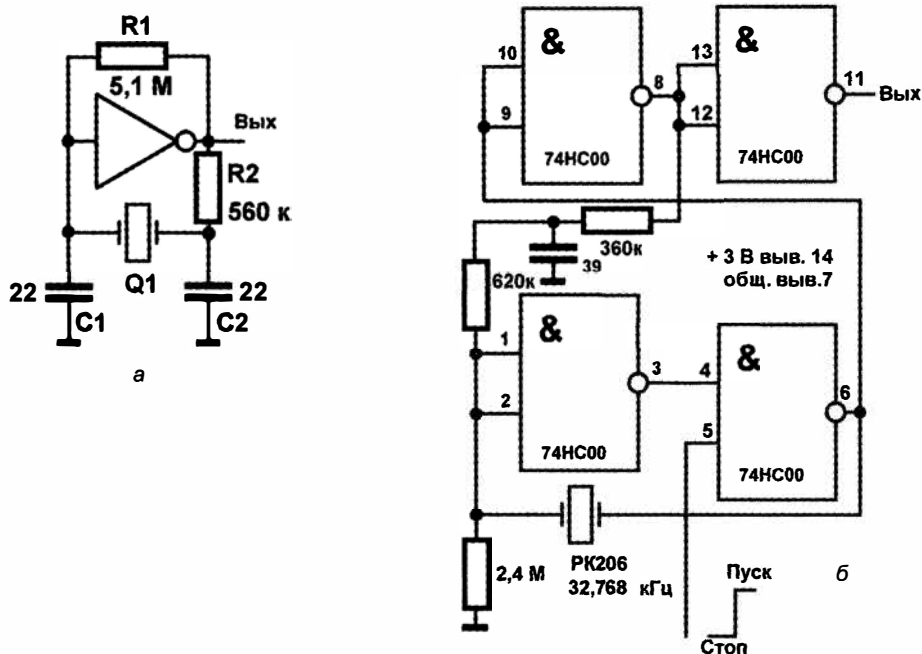 R1
5,1 М
Вых
R2
560 к
Q1
22
C1
22
C2
а
&
10
9
8
74HC00
&
13
12
11
Вых
74HC00
360к
39
620к
+ 3 В выв. 14
общ. выв.7
&
1
2
3
74HC00
&
4
5
6
74HC00
2,4 М
РК206
32,768 кГц
Пуск
Стоп
б